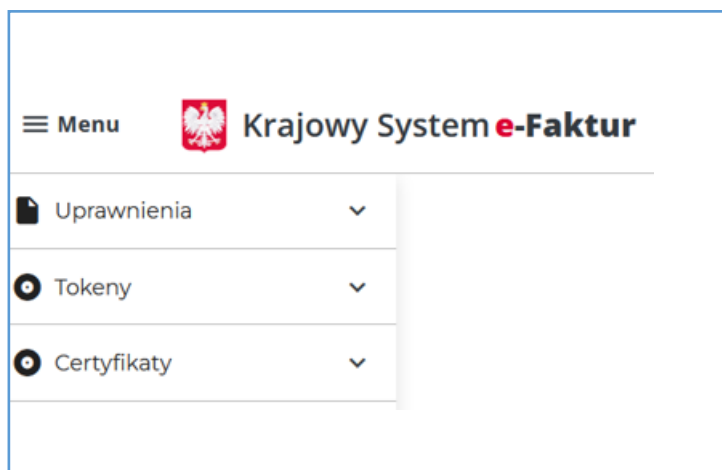 Menu
Krajowy System e-Faktur
Uprawnienia
Tokeny
Certyfikaty